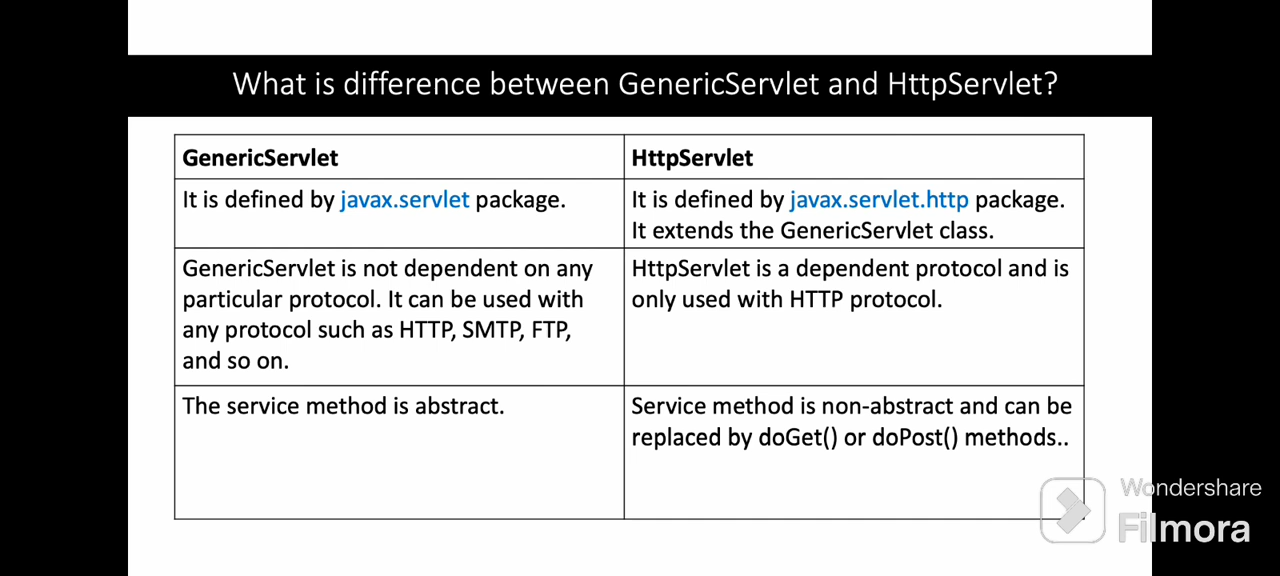 What is difference between GenericServlet and HttpServlet?
GenericServlet
HttpServlet
It is defined by javax.servlet package.
It is defined by javax.servlet.http package.
It extends the GenericServlet class.
GenericServlet is not dependent on any
particular protocol. It can be used with
any protocol such as HTTP, SMTP, FTP,
and so on.
HttpServlet is a dependent protocol and is
only used with HTTP protocol.
The service method is abstract.
Service method is non-abstract and can be
replaced by doGet() or doPost() methods..
Wondershare
Filmora